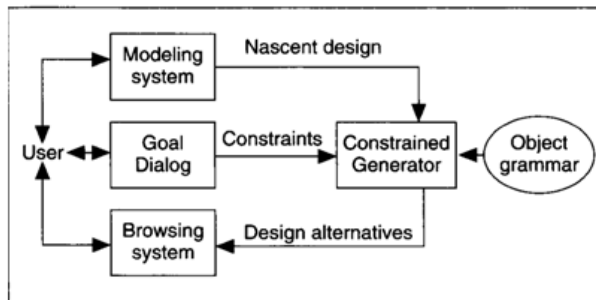 Modeling
system
Nascent design
User
Goal
Dialog
Constraints
Constrained
Generator
Object
grammar
Browsing
system
Design alternatives